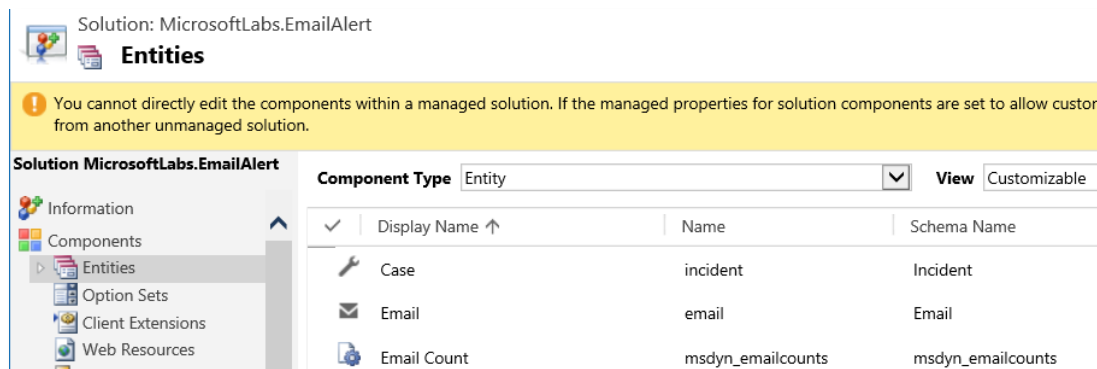 Solution: MicrosoftLabs.EmailAlert
Entities
You cannot directly edit the components within a managed solution. If the managed properties for solution components are set to allow
from another unmanaged solution.
Solution MicrosoftLabs.EmailAlert
Information
Components
Entities
Option Sets
Client Extensions
Web Resources
Component Type Entity View Customizable
Display Name Name Schema Name
Case incident Incident
Email email Email
Email Count msdyn_emailcounts msdyn_emailcounts